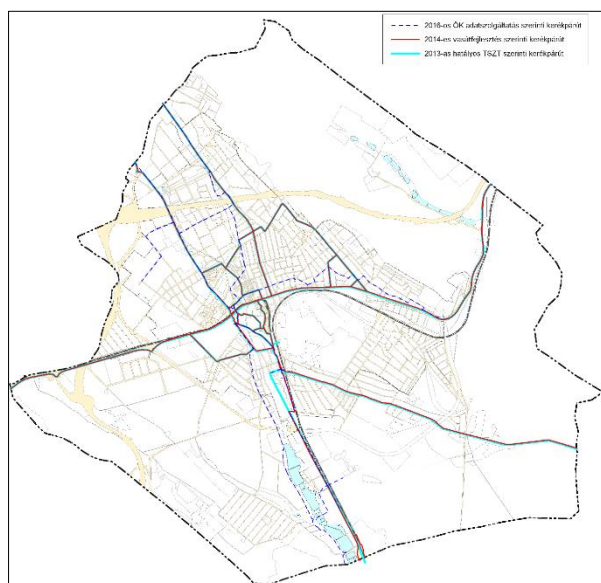 2016-os ÖK adatszolgáltatás szerinti kerékpárút
2014-es vasútfejlesztés szerinti kerékpárút
2013-as hatályos TSZT szerinti kerékpárút